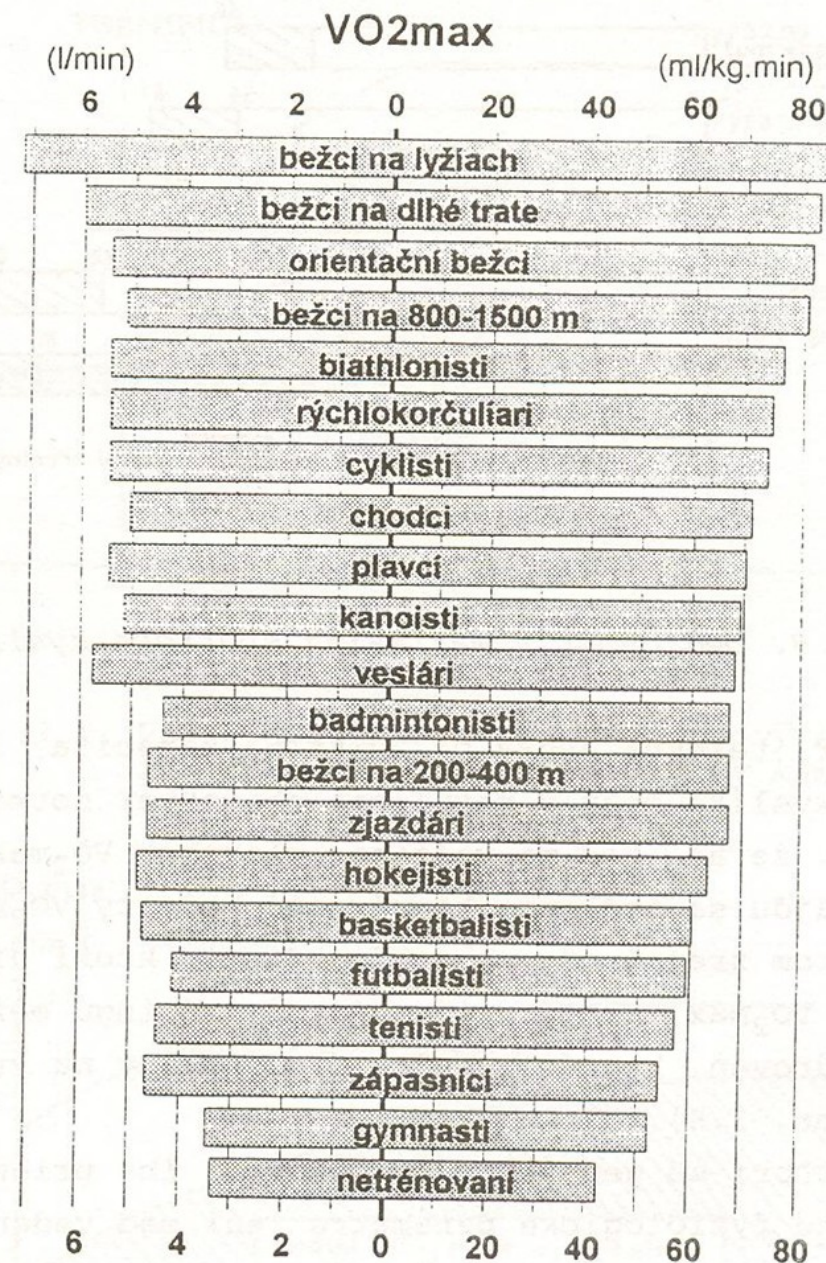 VO2max
(l/min) (ml/kg.min)
6 4 2 0 20 40 60 80
bežci na lyžiach
bežci na dlhé trate
orientační bežci
bežci na 800-1500 m
biathlonisti
rýchlokorčuliari
cyklisti
chodci
plavcí
kanoisti
veslári
badmintonisti
bežci na 200-400 m
zjazdári
hokejisti
basketbalisti
futbalisti
tenisti
zápasníci
gymnasti
netrénovaní
6 4 2 0 20 40 60 80